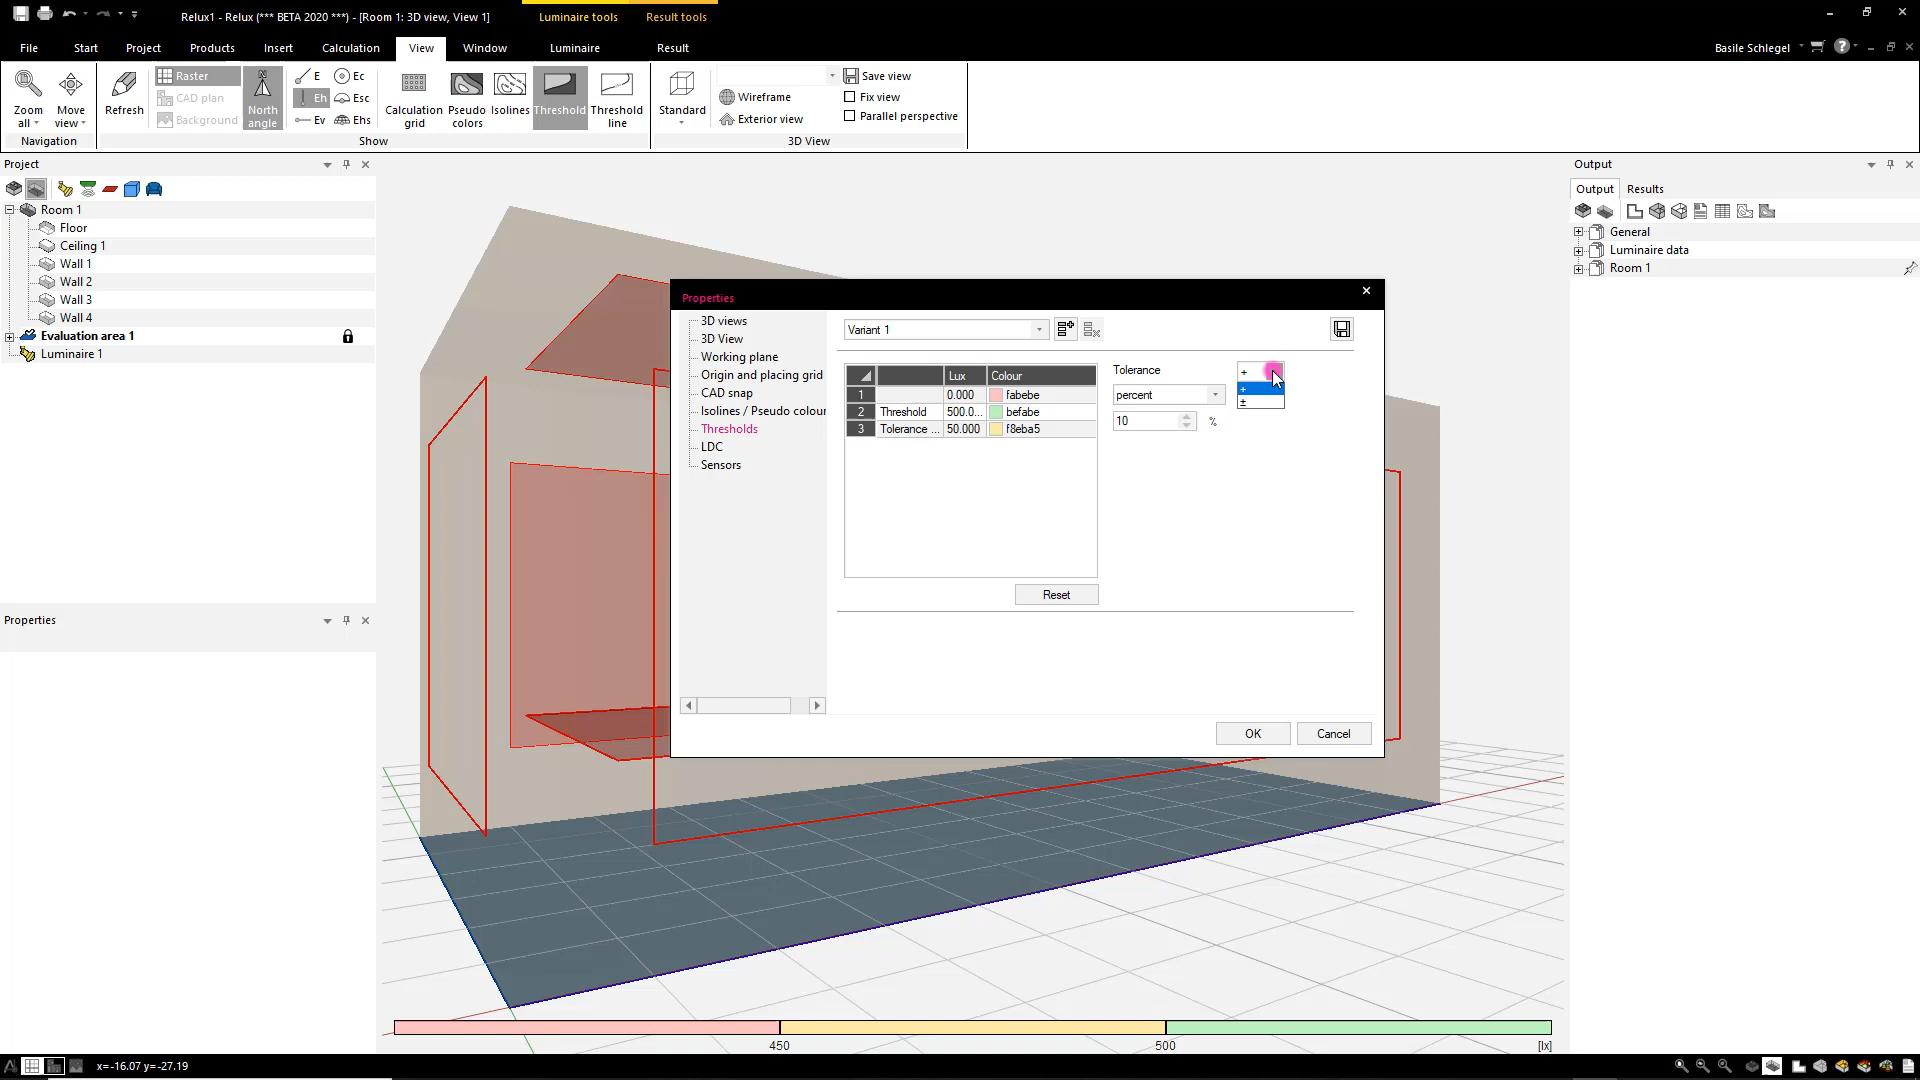 Relux1 - Relux (*** BETA 2020 ***) - [Room 1: 3D view, View 1]
Luminaire tools
Result tools
File
Start
Project
Products
Insert
Calculation
View
Window
Luminaire
Result
Basile Schlegel
Zoom all
Move view
Navigation
Refresh
Raster
CAD plan
Background
North angle
E
Eh
Ev
Ec
Esc
Ehs
Calculation grid
Pseudo colors
Isolines
Threshold
Threshold line
Show
Standard
Wireframe
Exterior view
Save view
Fix view
Parallel perspective
3D View
Project
Room 1
Floor
Ceiling 1
Wall 1
Wall 2
Wall 3
Wall 4
Evaluation area 1
Luminaire 1
Properties
Properties
3D views
3D View
Working plane
Origin and placing grid
CAD snap
Isolines / Pseudo colour
Thresholds
LDC
Sensors
Variant 1
Lux Colour
1 0.000 fabebe
2 Threshold 500.0... befabe
3 Tolerance ... 50.000 f8eba5
Reset
Tolerance
+
+
±
percent
10 %
OK
Cancel
Output
Output
Results
General
Luminaire data
Room 1
450
500
[lx]
x=-16.07 y=-27.19